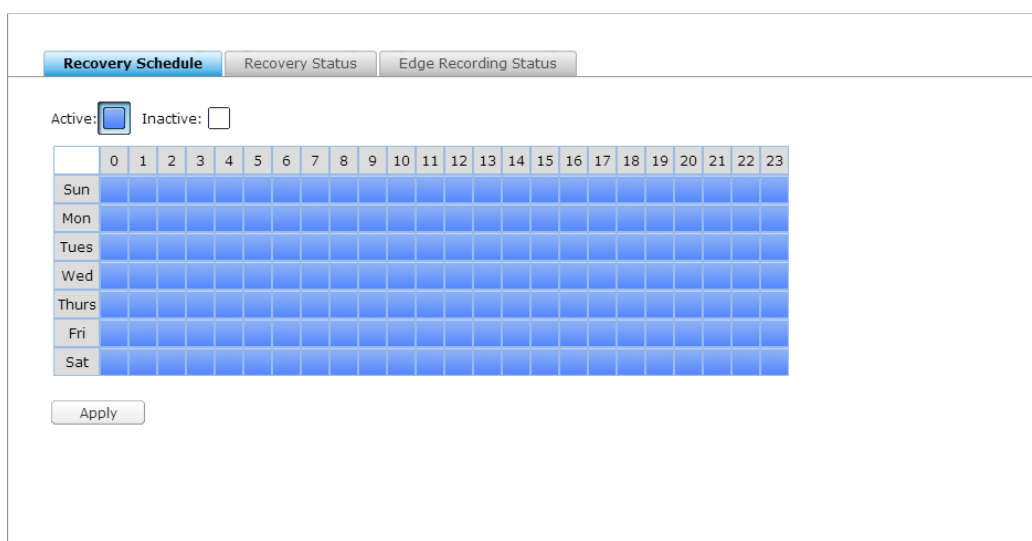 Recovery Schedule Recovery Status Edge Recording Status
Active: Inactive:
0 1 2 3 4 5 6 7 8 9 10 11 12 13 14 15 16 17 18 19 20 21 22 23
Sun
Mon
Tues
Wed
Thurs
Fri
Sat
Apply